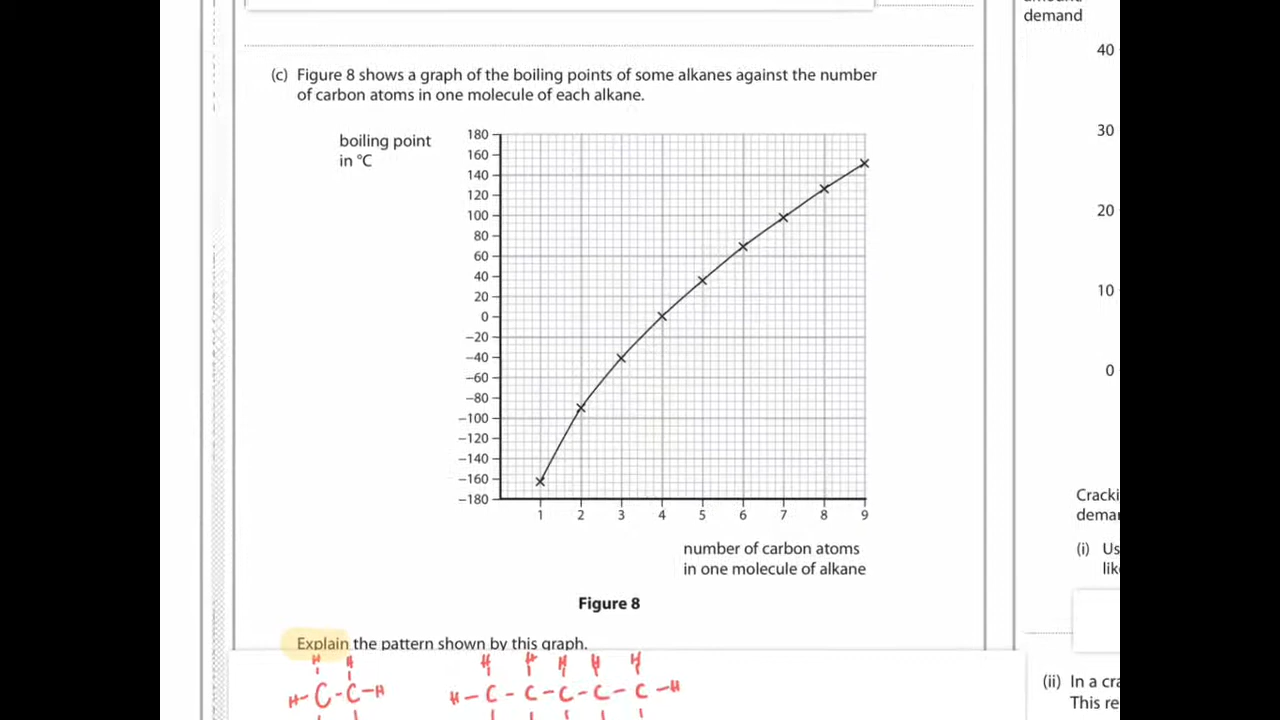 demand
(c) Figure 8 shows a graph of the boiling points of some alkanes against the number
of carbon atoms in one molecule of each alkane.
boiling point
in °C
180
160
140
120
100
80
60
40
20
0
−20
−40
−60
−80
−100
−120
−140
−160
−180
1 2 3 4 5 6 7 8 9
number of carbon atoms
in one molecule of alkane
Figure 8
Explain the pattern shown by this graph.
H H
H-C-C-H
H H H H H
H-C-C-C-C-C-H
40
30
20
10
0
Cracki
dema
(i) Us
lik
(ii) In a cra
This re